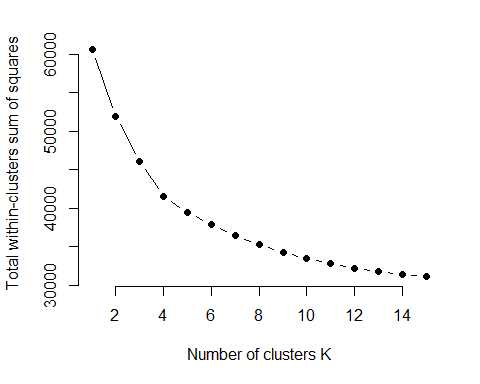 Total within-clusters sum of squares
60000
50000
40000
30000
2 4 6 8 10 12 14
Number of clusters K